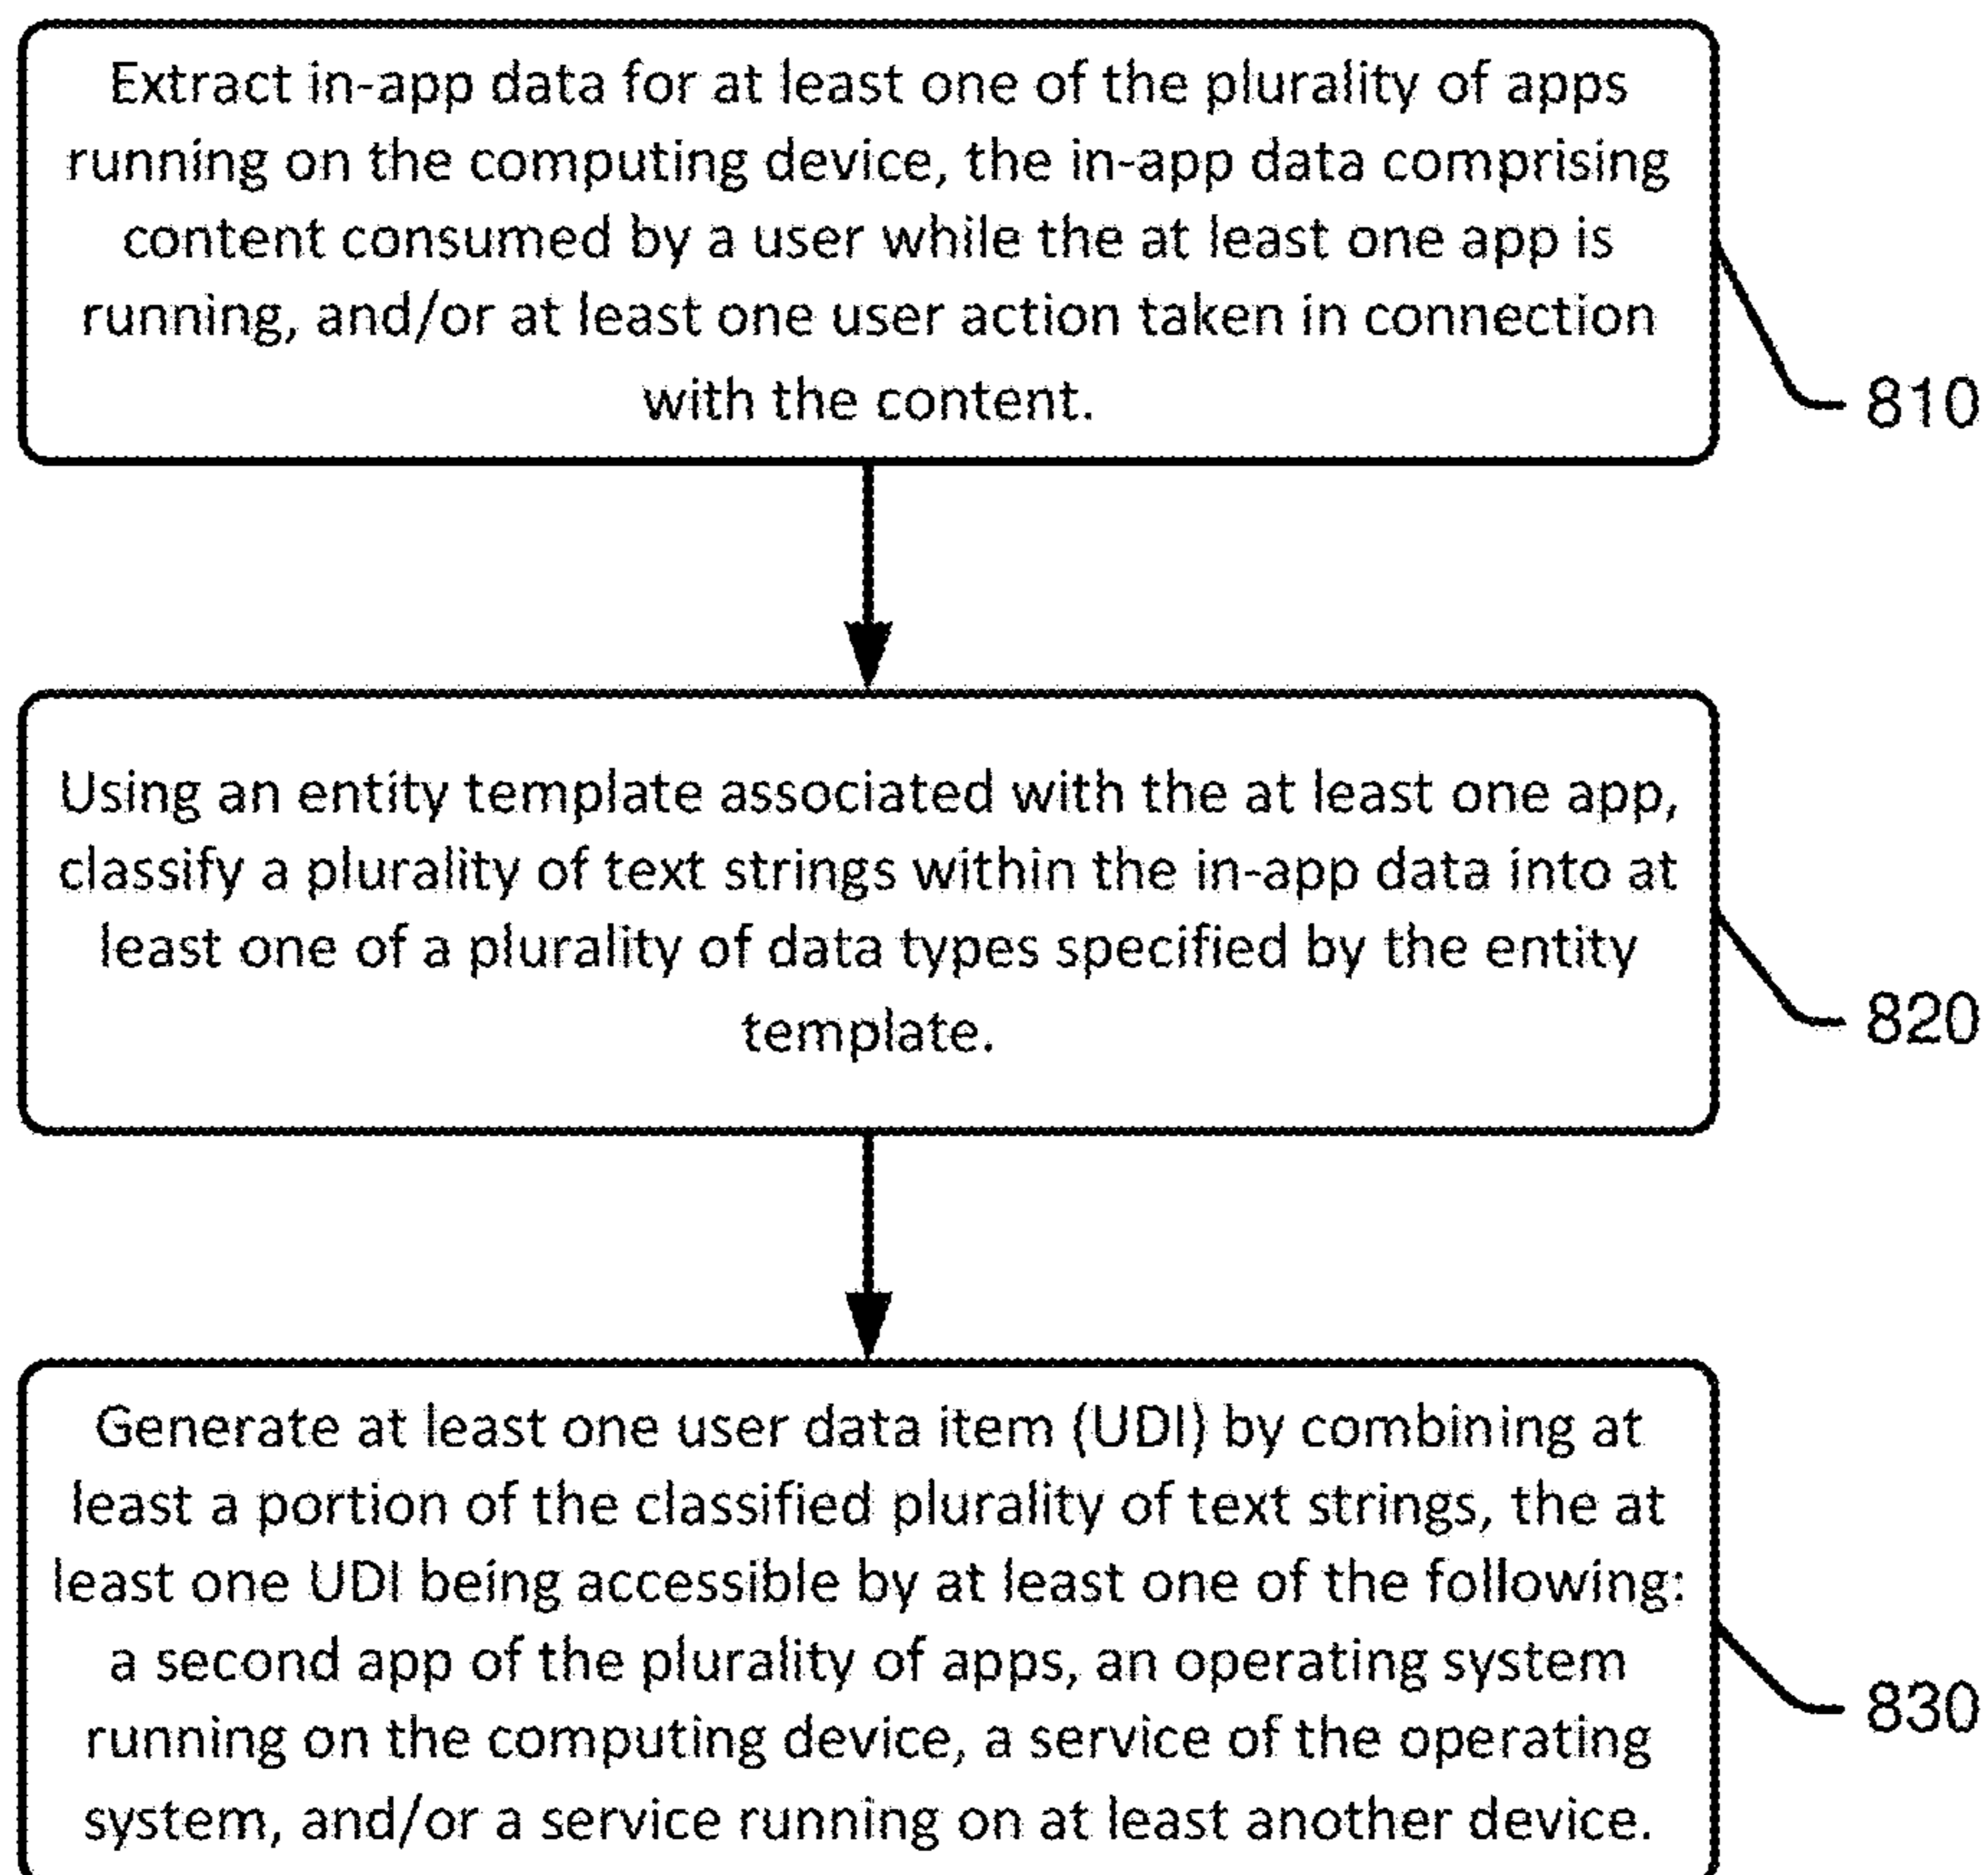 Extract in-app data for at least one of the plurality of apps
running on the computing device, the in-app data comprising
content consumed by a user while the at least one app is
running, and/or at least one user action taken in connection
with the content.
810
Using an entity template associated with the at least one app,
classify a plurality of text strings within the in-app data into at
least one of a plurality of data types specified by the entity
template.
820
Generate at least one user data item (UDI) by combining at
least a portion of the classified plurality of text strings, the at
least one UDI being accessible by at least one of the following:
a second app of the plurality of apps, an operating system
running on the computing device, a service of the operating
system, and/or a service running on at least another device.
830